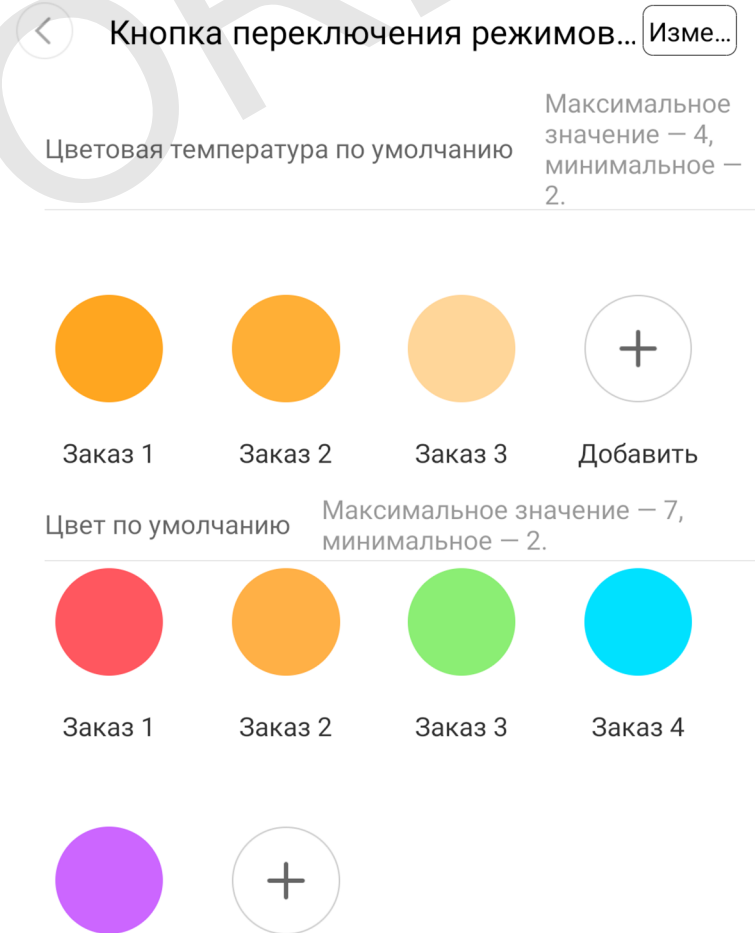 Кнопка переключения режимов...
Изме...
Цветовая температура по умолчанию
Максимальное
значение — 4,
минимальное —
2.
Заказ 1
Заказ 2
Заказ 3
Добавить
Цвет по умолчанию
Максимальное значение — 7,
минимальное — 2.
Заказ 1
Заказ 2
Заказ 3
Заказ 4